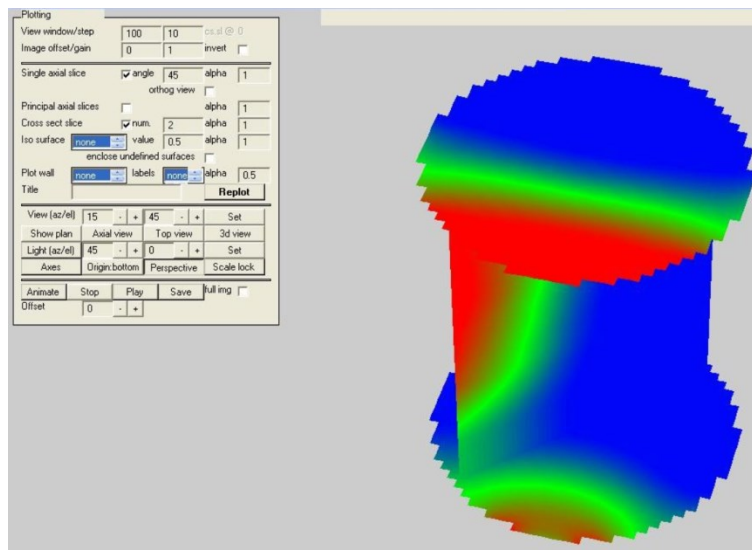 Plotting
View window/step 100 10 cs.sl @ 0
Image offset/gain 0 1 invert
Single axial slice angle 45 alpha 1
orthog view
Principal axial slices alpha 1
Cross sect slice num. 2 alpha 1
Iso surface none value 0.5 alpha 1
enclose undefined surfaces
Plot wall none labels none alpha 0.5
Title Replot
View (az/el) 15 - + 45 - + Set
Show plan Axial view Top view 3d view
Light (az/el) 45 - + 0 - + Set
Axes Origin:bottom Perspective Scale lock
Animate Stop Play Save full img
Offset 0 - +